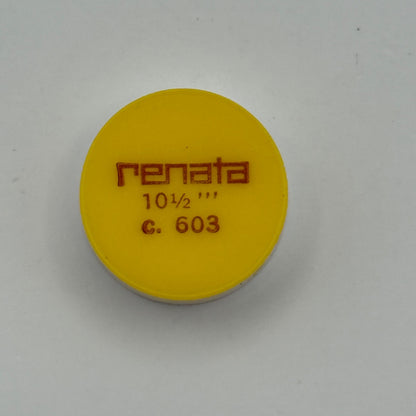 renata
10½ '''
c. 603